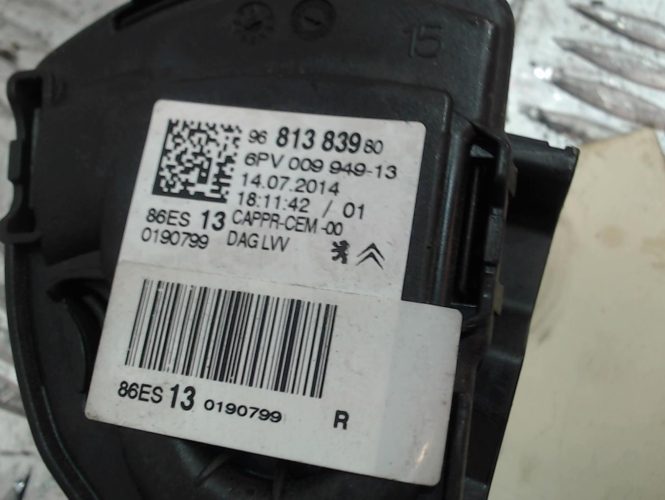 15
96 813 839 80
6PV 009 949-13
14.07.2014
18:11:42 / 01
86ES 13 CAPPR-CEM-00
0190799 DAG LVV
86ES 13 0190799 R